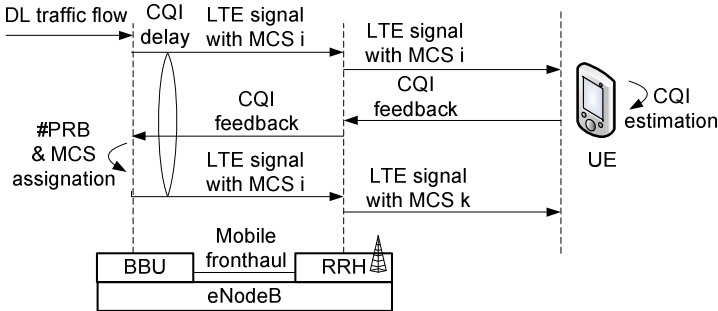 DL traffic flow
CQI
delay
LTE signal
with MCS i
LTE signal
with MCS i
CQI
feedback
CQI
feedback
CQI
estimation
UE
#PRB
& MCS
assignation
LTE signal
with MCS i
LTE signal
with MCS k
Mobile
fronthaul
BBU
RRH
eNodeB